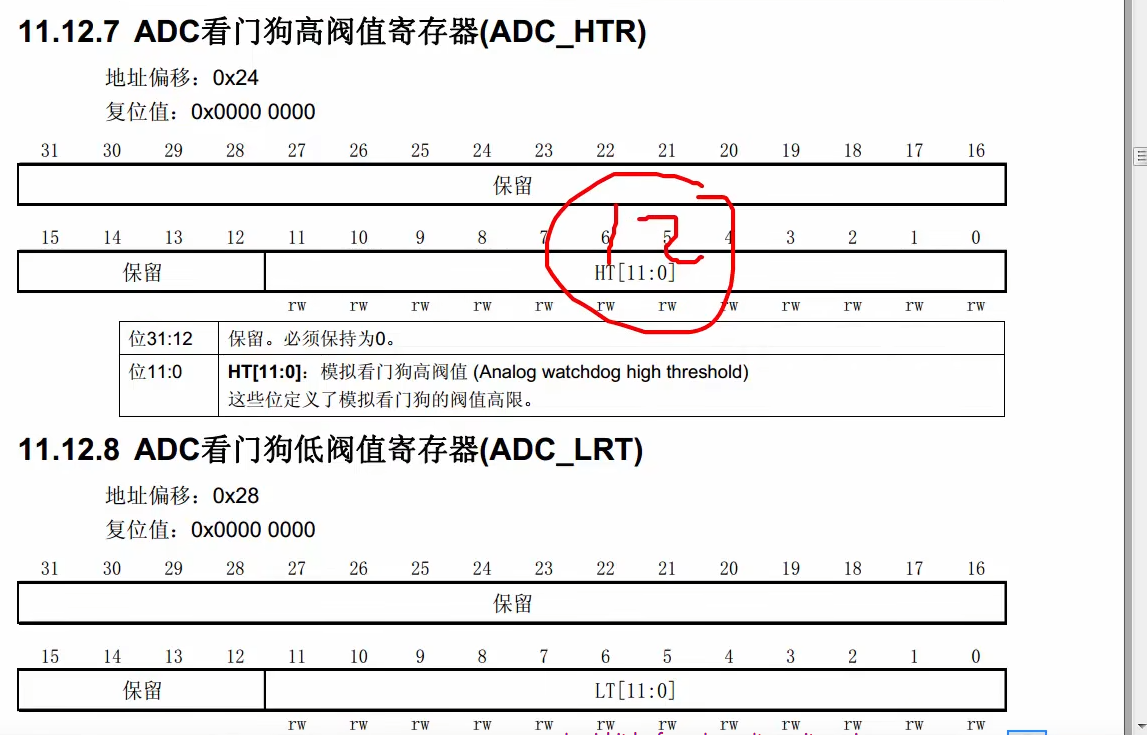 11.12.7 ADC看门狗高阀值寄存器(ADC_HTR)
地址偏移：0x24
复位值：0x0000 0000
31 30 29 28 27 26 25 24 23 22 21 20 19 18 17 16
保留
15 14 13 12 11 10 9 8 7 6 5 4 3 2 1 0
12
保留 HT[11:0]
rw rw rw rw rw rw rw rw rw rw rw rw
位31:12 保留。必须保持为0。
位11:0 HT[11:0]：模拟看门狗高阀值 (Analog watchdog high threshold)
这些位定义了模拟看门狗的阀值高限。
11.12.8 ADC看门狗低阀值寄存器(ADC_LRT)
地址偏移：0x28
复位值：0x0000 0000
31 30 29 28 27 26 25 24 23 22 21 20 19 18 17 16
保留
15 14 13 12 11 10 9 8 7 6 5 4 3 2 1 0
保留 LT[11:0]
rw rw rw rw rw rw rw rw rw rw rw rw